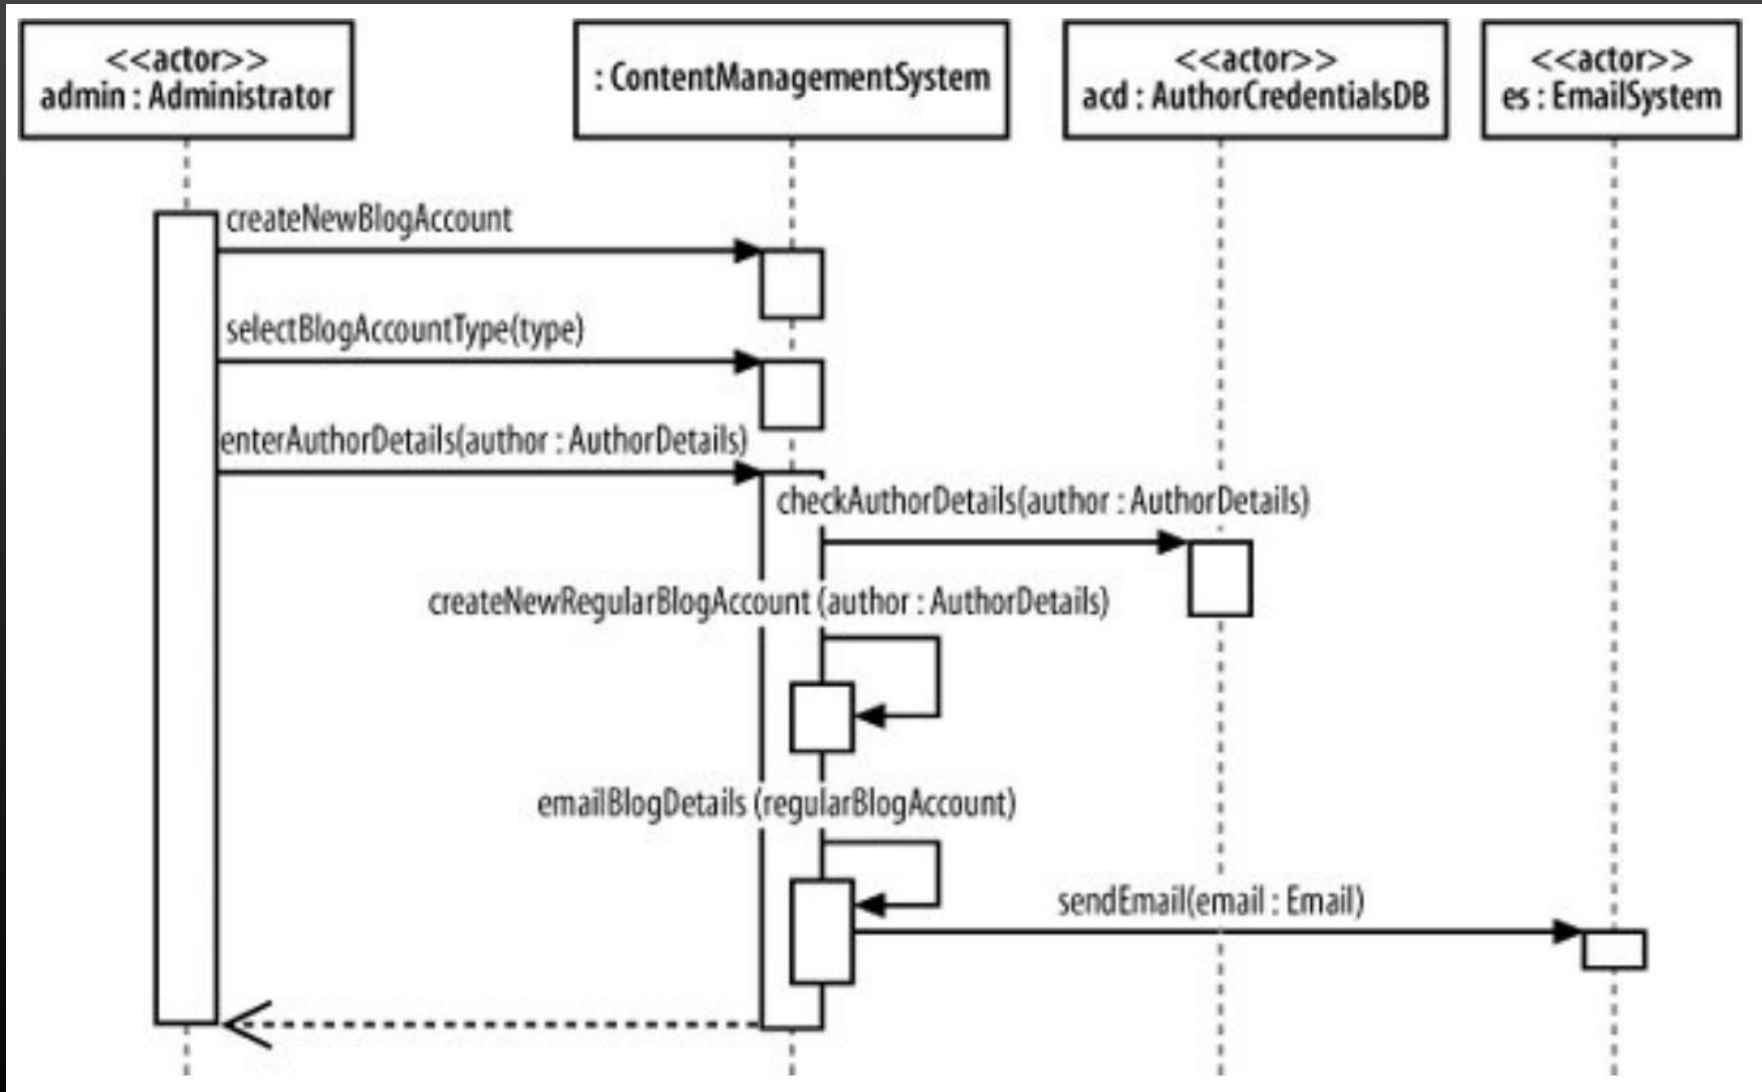 <<actor>>
admin : Administrator
: ContentManagementSystem
<<actor>>
acd : AuthorCredentialsDB
<<actor>>
es : EmailSystem
createNewBlogAccount
selectBlogAccountType(type)
enterAuthorDetails(author : AuthorDetails)
checkAuthorDetails(author : AuthorDetails)
createNewRegularBlogAccount (author : AuthorDetails)
emailBlogDetails (regularBlogAccount)
sendEmail(email : Email)